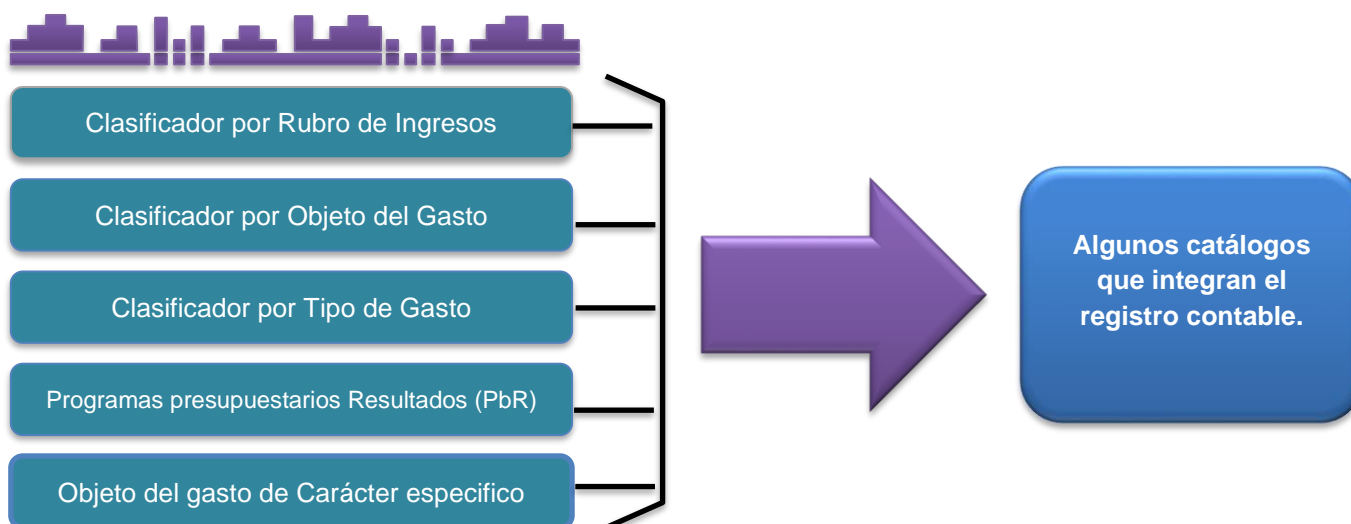 Clasificador por Rubro de Ingresos
Clasificador por Objeto del Gasto
Clasificador por Tipo de Gasto
Programas presupuestarios Resultados (PbR)
Objeto del gasto de Carácter especifico
Algunos catálogos
que integran el
registro contable.